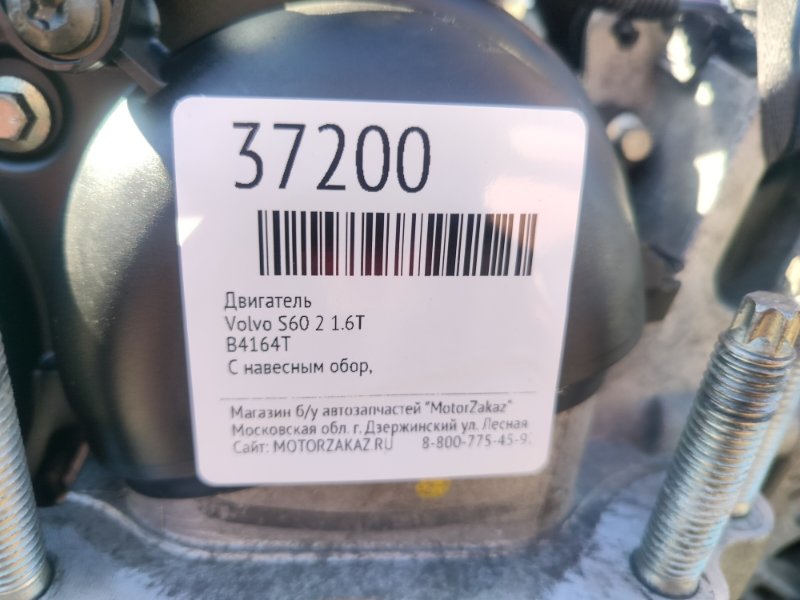 37200
Двигатель
Volvo S60 2 1.6T
B4164T
С навесным обор,
Магазин б/у автозапчастей "MotorZakaz"
Московская обл. г. Дзержинский ул. Лесная
Сайт: MOTORZAKAZ.RU 8-800-775-45-9